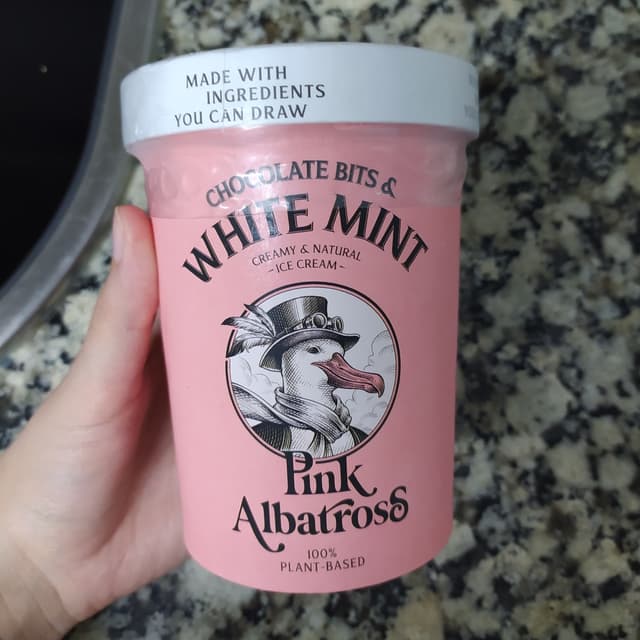 MADE WITH
INGREDIENTS
YOU CAN DRAW
CHOCOLATE BITS &
WHITE MINT
CREAMY & NATURAL
- ICE CREAM -
Pink
Albatross
100%
PLANT-BASED